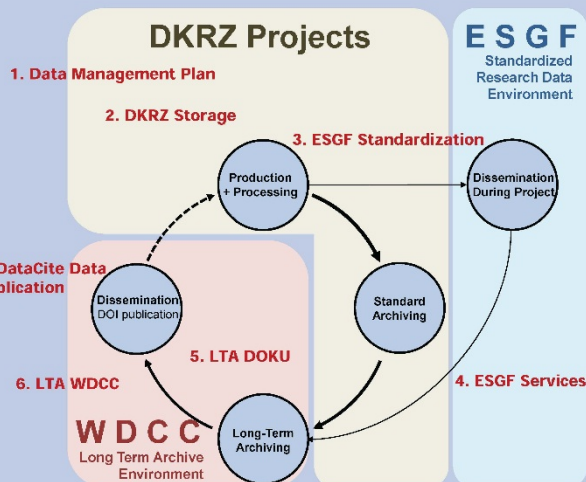 DKRZ Projects
E S G F
Standardized
Research Data
Environment
1. Data Management Plan
2. DKRZ Storage
3. ESGF Standardization
Production
+ Processing
Dissemination
During Project
DataCite Data
blication
Dissemination
DOI publication
Standard
Archiving
5. LTA DOKU
6. LTA WDCC
4. ESGF Services
W D C C
Long Term Archive
Environment
Long-Term
Archiving